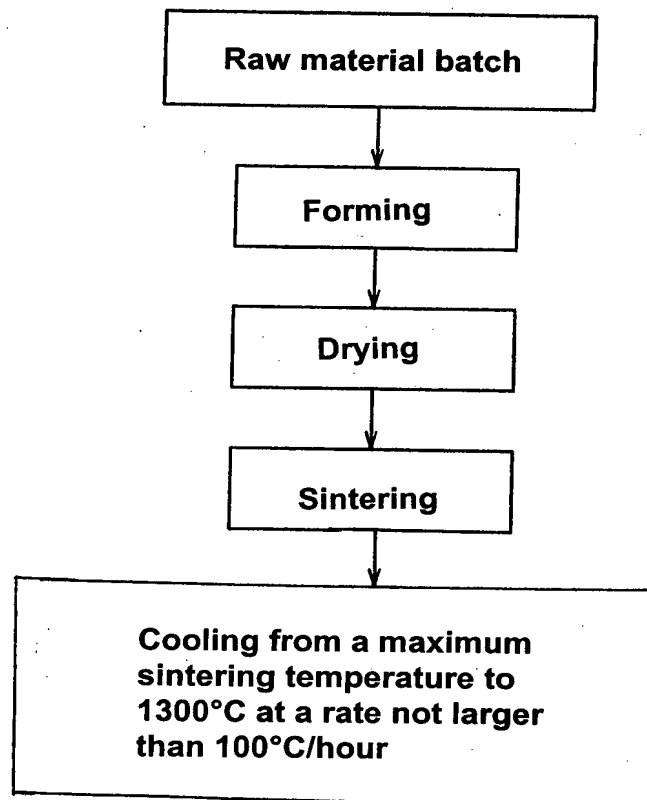 Raw material batch
Forming
Drying
Sintering
Cooling from a maximum
sintering temperature to
1300°C at a rate not larger
than 100°C/hour